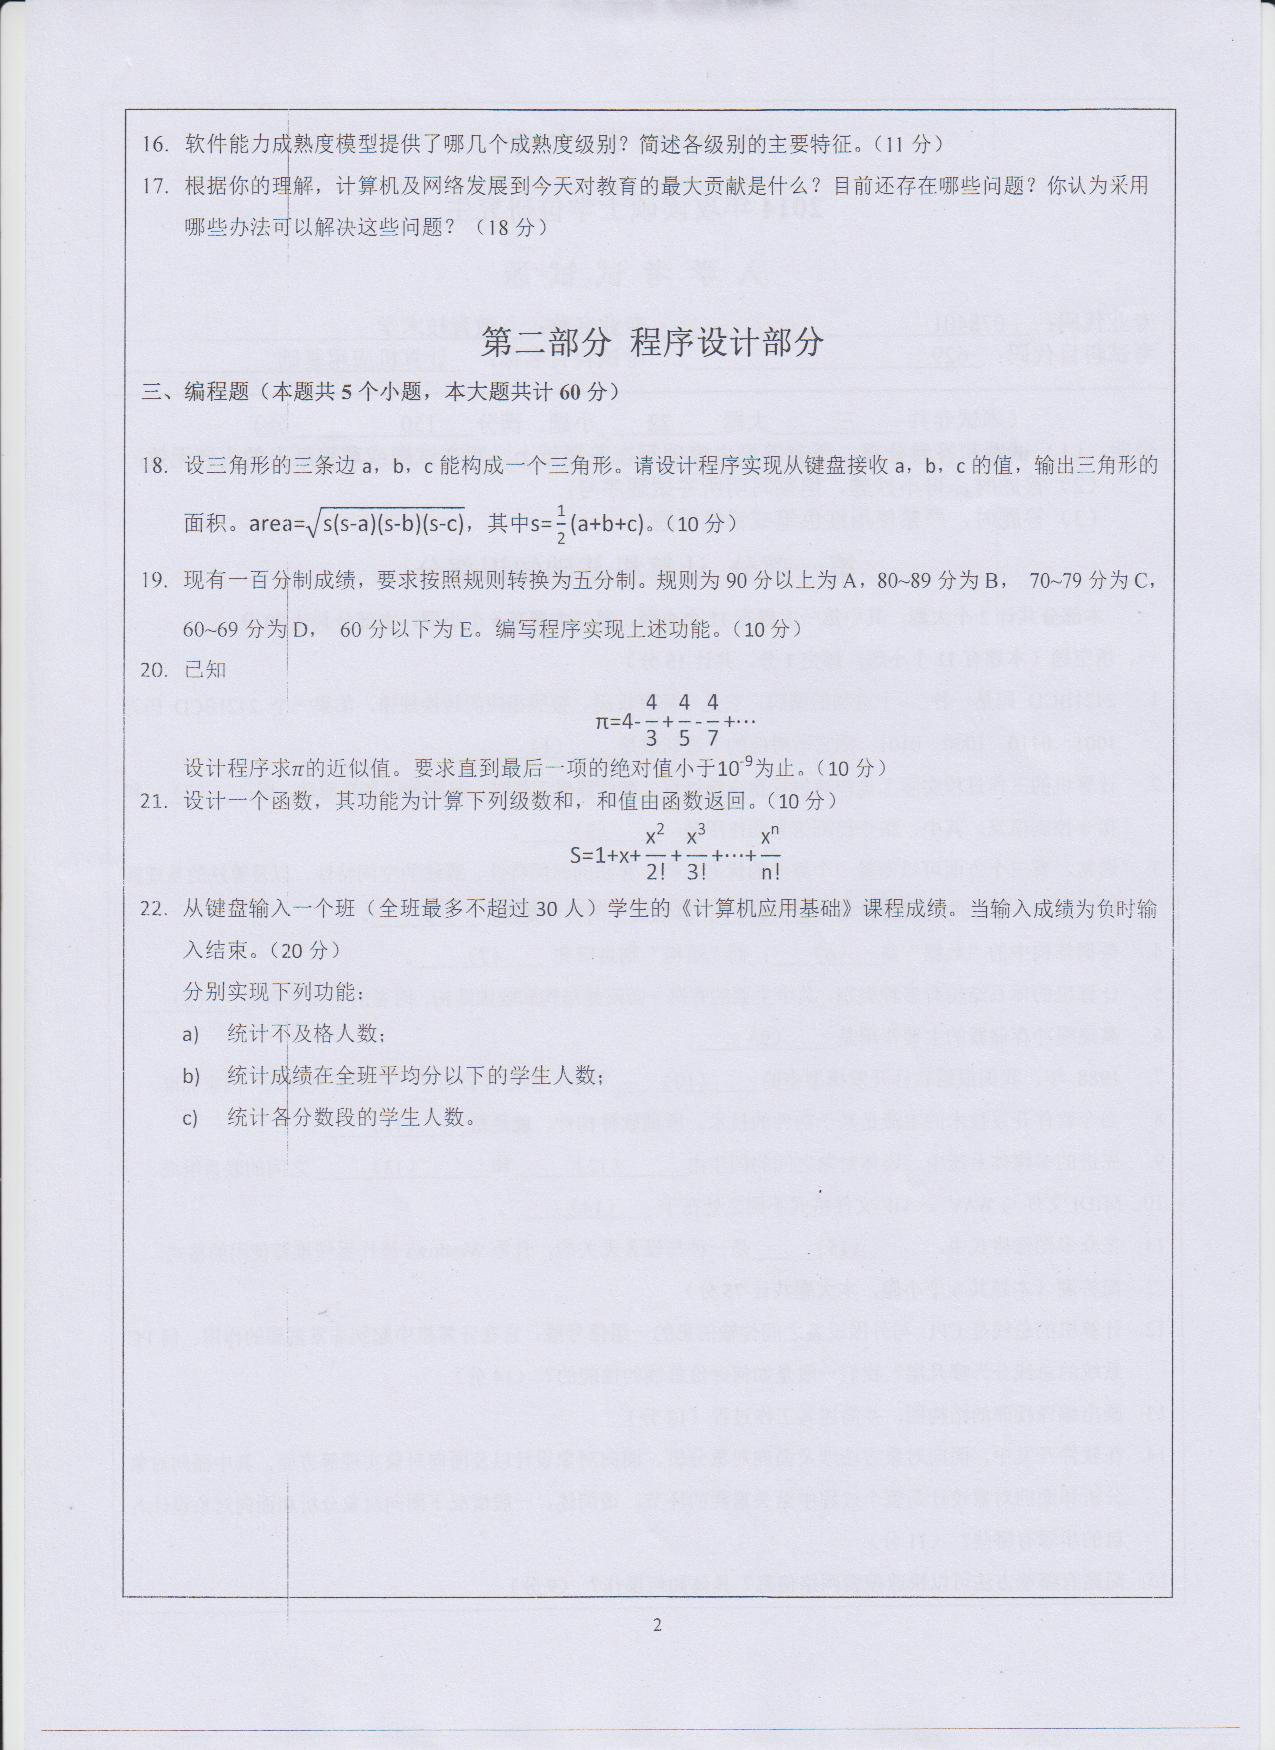 16. 软件能力成熟度模型提供了哪几个成熟度级别？简述各级别的主要特征。（11 分）
17. 根据你的理解，计算机及网络发展到今天对教育的最大贡献是什么？目前还存在哪些问题？你认为采用
哪些办法可以解决这些问题？（18 分）
第二部分 程序设计部分
三、编程题（本题共 5 个小题，本大题共计 60 分）
18. 设三角形的三条边 a，b，c 能构成一个三角形。请设计程序实现从键盘接收 a，b，c 的值，输出三角形的
面积。area=√s(s-a)(s-b)(s-c)，其中s=1/2(a+b+c)。（10 分）
19. 现有一百分制成绩，要求按照规则转换为五分制。规则为 90 分以上为 A，80~89 分为 B， 70~79 分为 C，
60~69 分为 D， 60 分以下为 E。编写程序实现上述功能。（10 分）
20. 已知
π=4-4/3+4/5-4/7+…
设计程序求π的近似值。要求直到最后一项的绝对值小于10⁻⁹为止。（10 分）
21. 设计一个函数，其功能为计算下列级数和，和值由函数返回。（10 分）
S=1+x+x²/2!+x³/3!+…+xⁿ/n!
22. 从键盘输入一个班（全班最多不超过 30 人）学生的《计算机应用基础》课程成绩。当输入成绩为负时输
入结束。（20 分）
分别实现下列功能：
a) 统计不及格人数；
b) 统计成绩在全班平均分以下的学生人数；
c) 统计各分数段的学生人数。
2